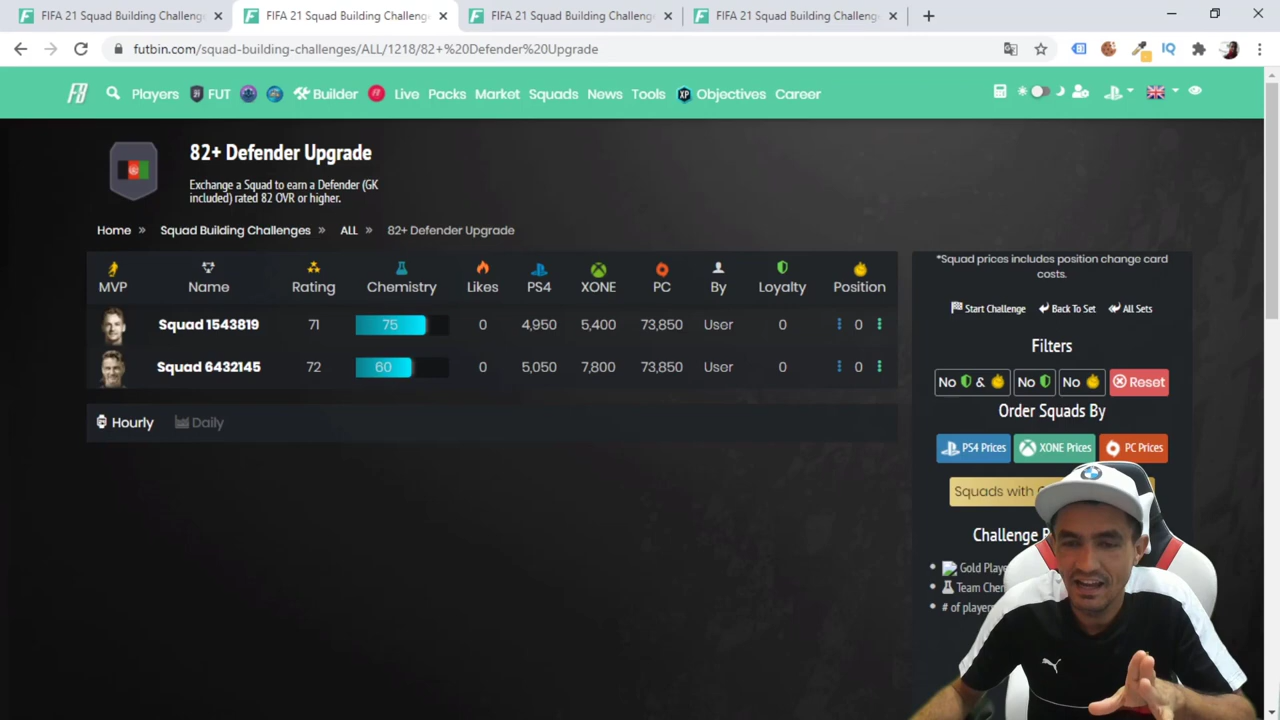 FIFA 21 Squad Building Challenge
FIFA 21 Squad Building Challenge
FIFA 21 Squad Building Challenge
FIFA 21 Squad Building Challenge
futbin.com/squad-building-challenges/ALL/1218/82+%20Defender%20Upgrade
IQ
F8 Players FUT Builder Live Packs Market Squads News Tools XP Objectives Career
82+ Defender Upgrade
Exchange a Squad to earn a Defender (GK
included) rated 82 OVR or higher.
Home » Squad Building Challenges » ALL » 82+ Defender Upgrade
MVP Name Rating Chemistry Likes PS4 XONE PC By Loyalty Position
Squad 1543819 71 75 0 4,950 5,400 73,850 User 0 0
Squad 6432145 72 60 0 5,050 7,800 73,850 User 0 0
Hourly Daily
*Squad prices includes position change card
costs.
Start Challenge Back To Set All Sets
Filters
No & No No Reset
Order Squads By
PS4 Prices XONE Prices PC Prices
Squads with
Challenge
Gold
Team
# of